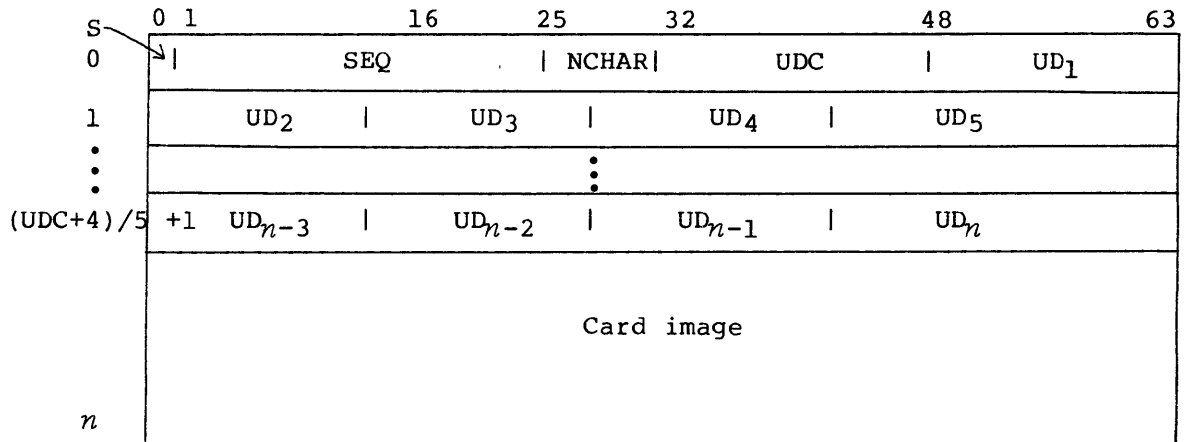 0 1 16 25 32 48 63
S
0 | SEQ | NCHAR| UDC | UD1
1 UD2 | UD3 | UD4 | UD5
(UDC+4)/5 +1 UDn-3 | UDn-2 | UDn-1 | UDn
Card image
n